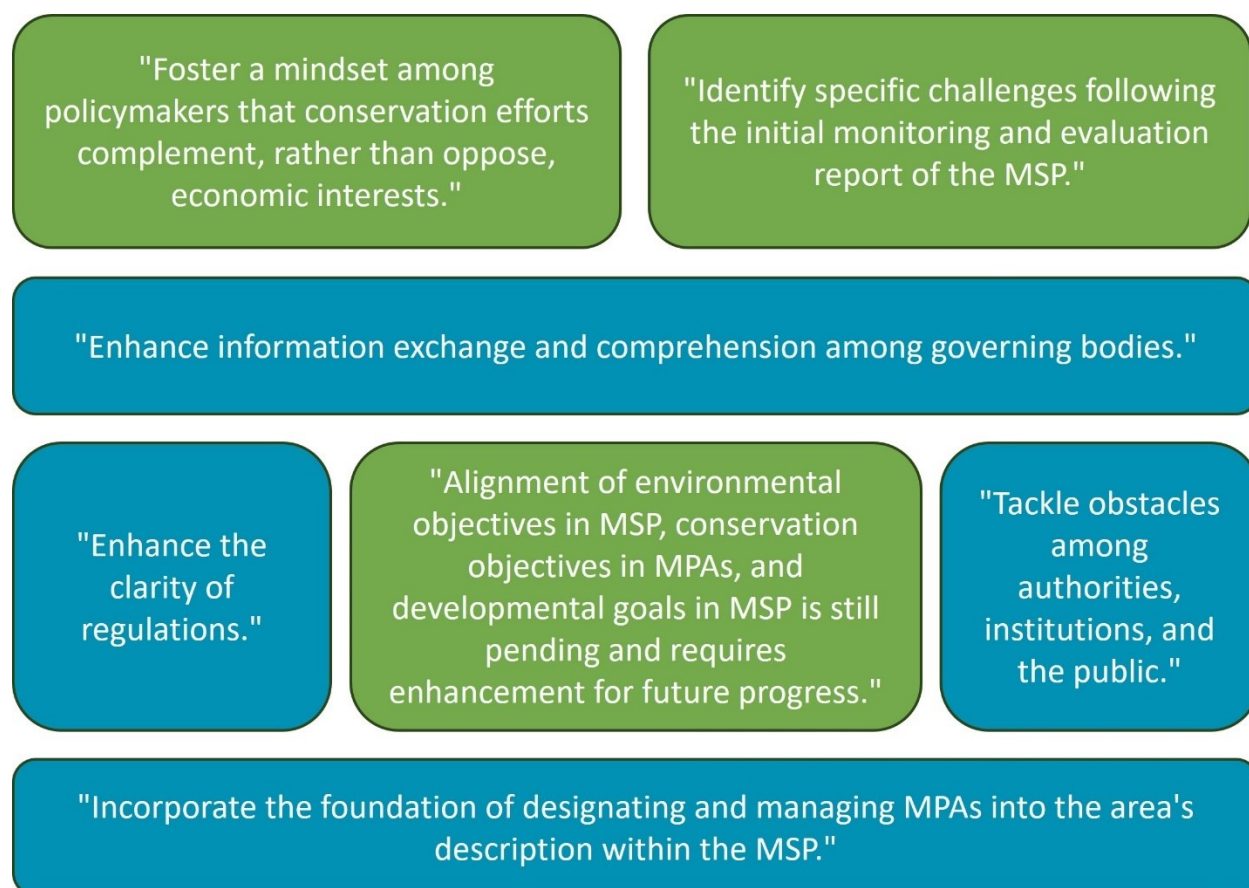 "Foster a mindset among
policymakers that conservation efforts
complement, rather than oppose,
economic interests."
"Identify specific challenges following
the initial monitoring and evaluation
report of the MSP."
"Enhance information exchange and comprehension among governing bodies."
"Enhance the
clarity of
regulations."
"Alignment of environmental
objectives in MSP, conservation
objectives in MPAs, and
developmental goals in MSP is still
pending and requires
enhancement for future progress."
"Tackle obstacles
among
authorities,
institutions, and
the public."
"Incorporate the foundation of designating and managing MPAs into the area's
description within the MSP."